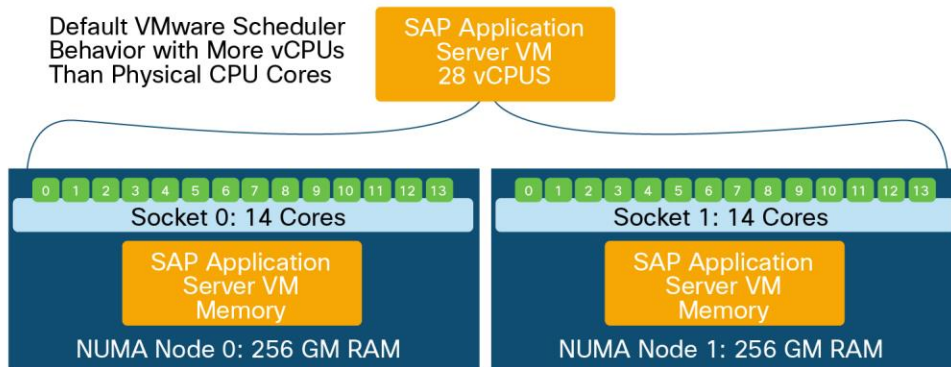 Default VMware Scheduler
Behavior with More vCPUs
Than Physical CPU Cores
SAP Application
Server VM
28 vCPUS
0 1 2 3 4 5 6 7 8 9 10 11 12 13
Socket 0: 14 Cores
SAP Application
Server VM
Memory
NUMA Node 0: 256 GM RAM
0 1 2 3 4 5 6 7 8 9 10 11 12 13
Socket 1: 14 Cores
SAP Application
Server VM
Memory
NUMA Node 1: 256 GM RAM